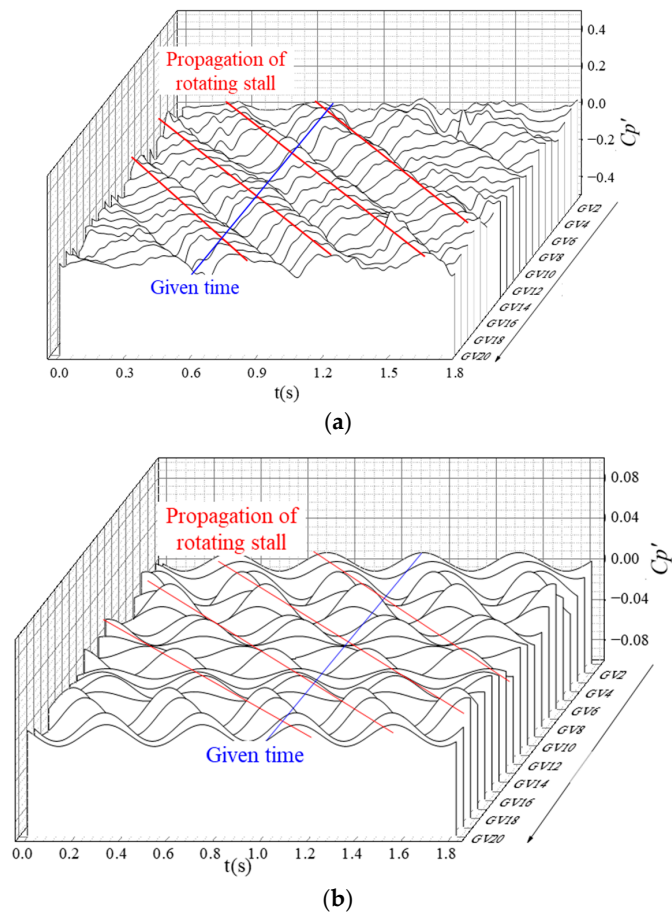 0.4
0.2
Propagation of
rotating stall
0.0
−0.2
−0.4
Cp'
GV2
GV4
GV6
GV8
GV10
GV12
GV14
GV16
GV18
GV20
Given time
0.0 0.3 0.6 0.9 1.2 1.5 1.8
t(s)
(a)
0.08
0.04
Propagation of
rotating stall
0.00
−0.04
−0.08
Cp'
GV2
GV4
GV6
GV8
GV10
GV12
GV14
GV16
GV18
GV20
Given time
0.0 0.2 0.4 0.6 0.8 1.0 1.2 1.4 1.6 1.8
t(s)
(b)